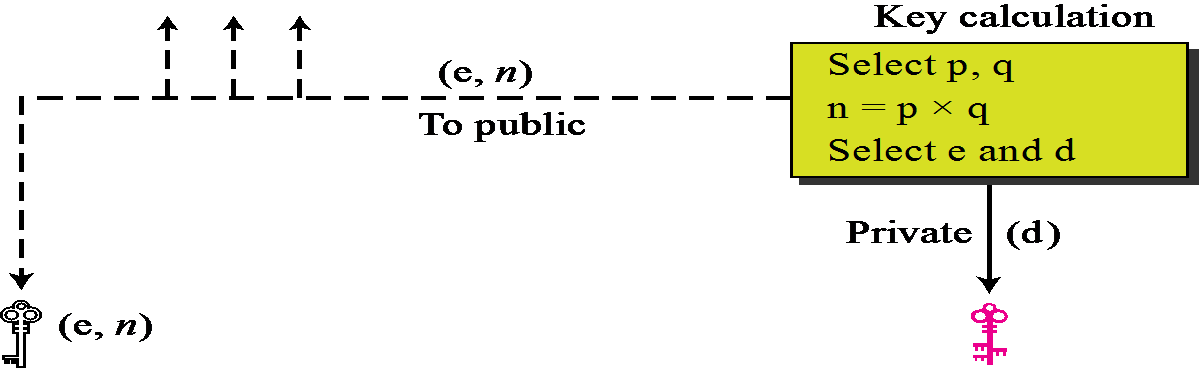 Key calculation
Select p, q
n = p × q
Select e and d
(e, n)
To public
Private (d)
(e, n)